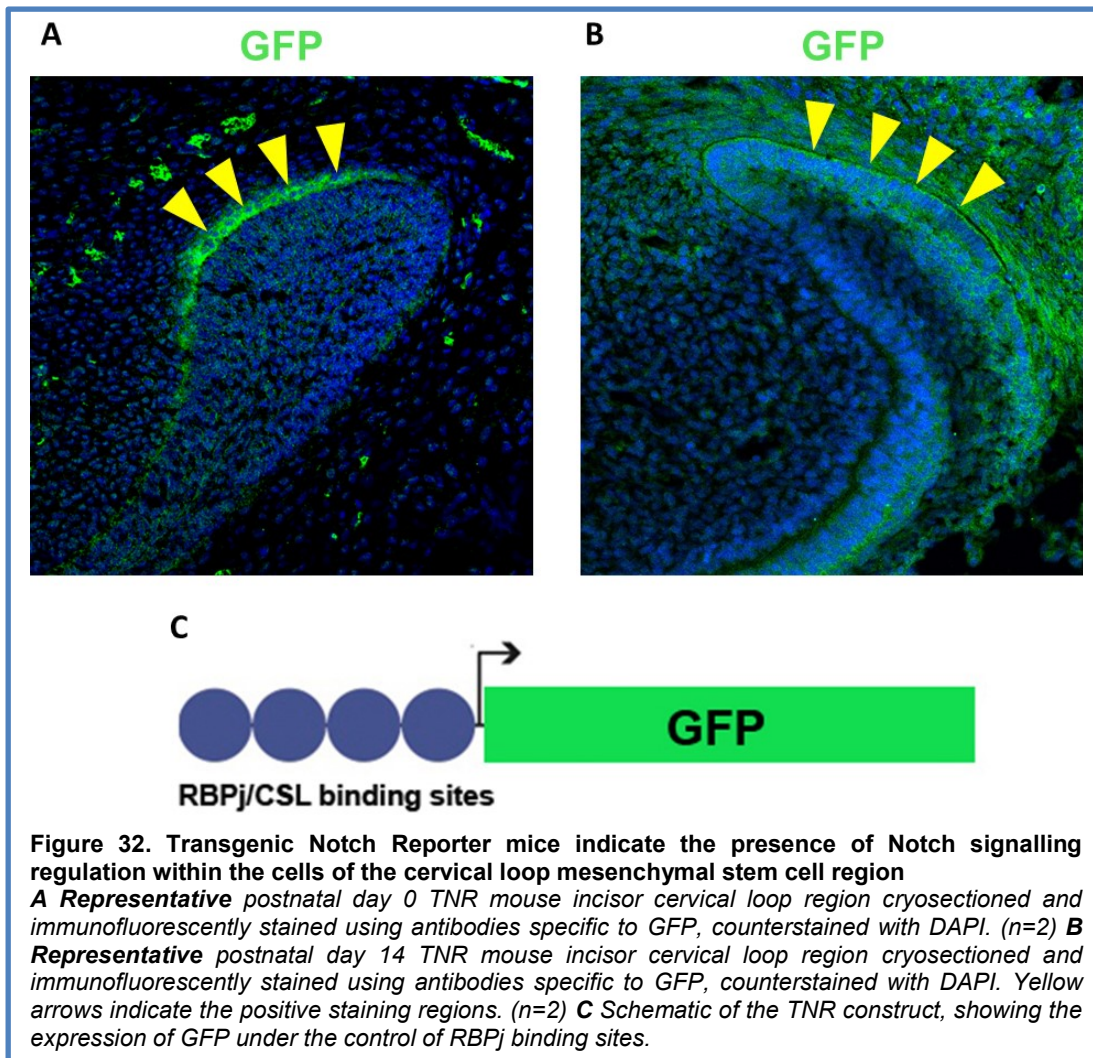 A
GFP
B
GFP
C
GFP
RBPj/CSL binding sites
Figure 32. Transgenic Notch Reporter mice indicate the presence of Notch signalling
regulation within the cells of the cervical loop mesenchymal stem cell region
A Representative postnatal day 0 TNR mouse incisor cervical loop region cryosectioned and
immunofluorescently stained using antibodies specific to GFP, counterstained with DAPI. (n=2) B
Representative postnatal day 14 TNR mouse incisor cervical loop region cryosectioned and
immunofluorescently stained using antibodies specific to GFP, counterstained with DAPI. Yellow
arrows indicate the positive staining regions. (n=2) C Schematic of the TNR construct, showing the
expression of GFP under the control of RBPj binding sites.